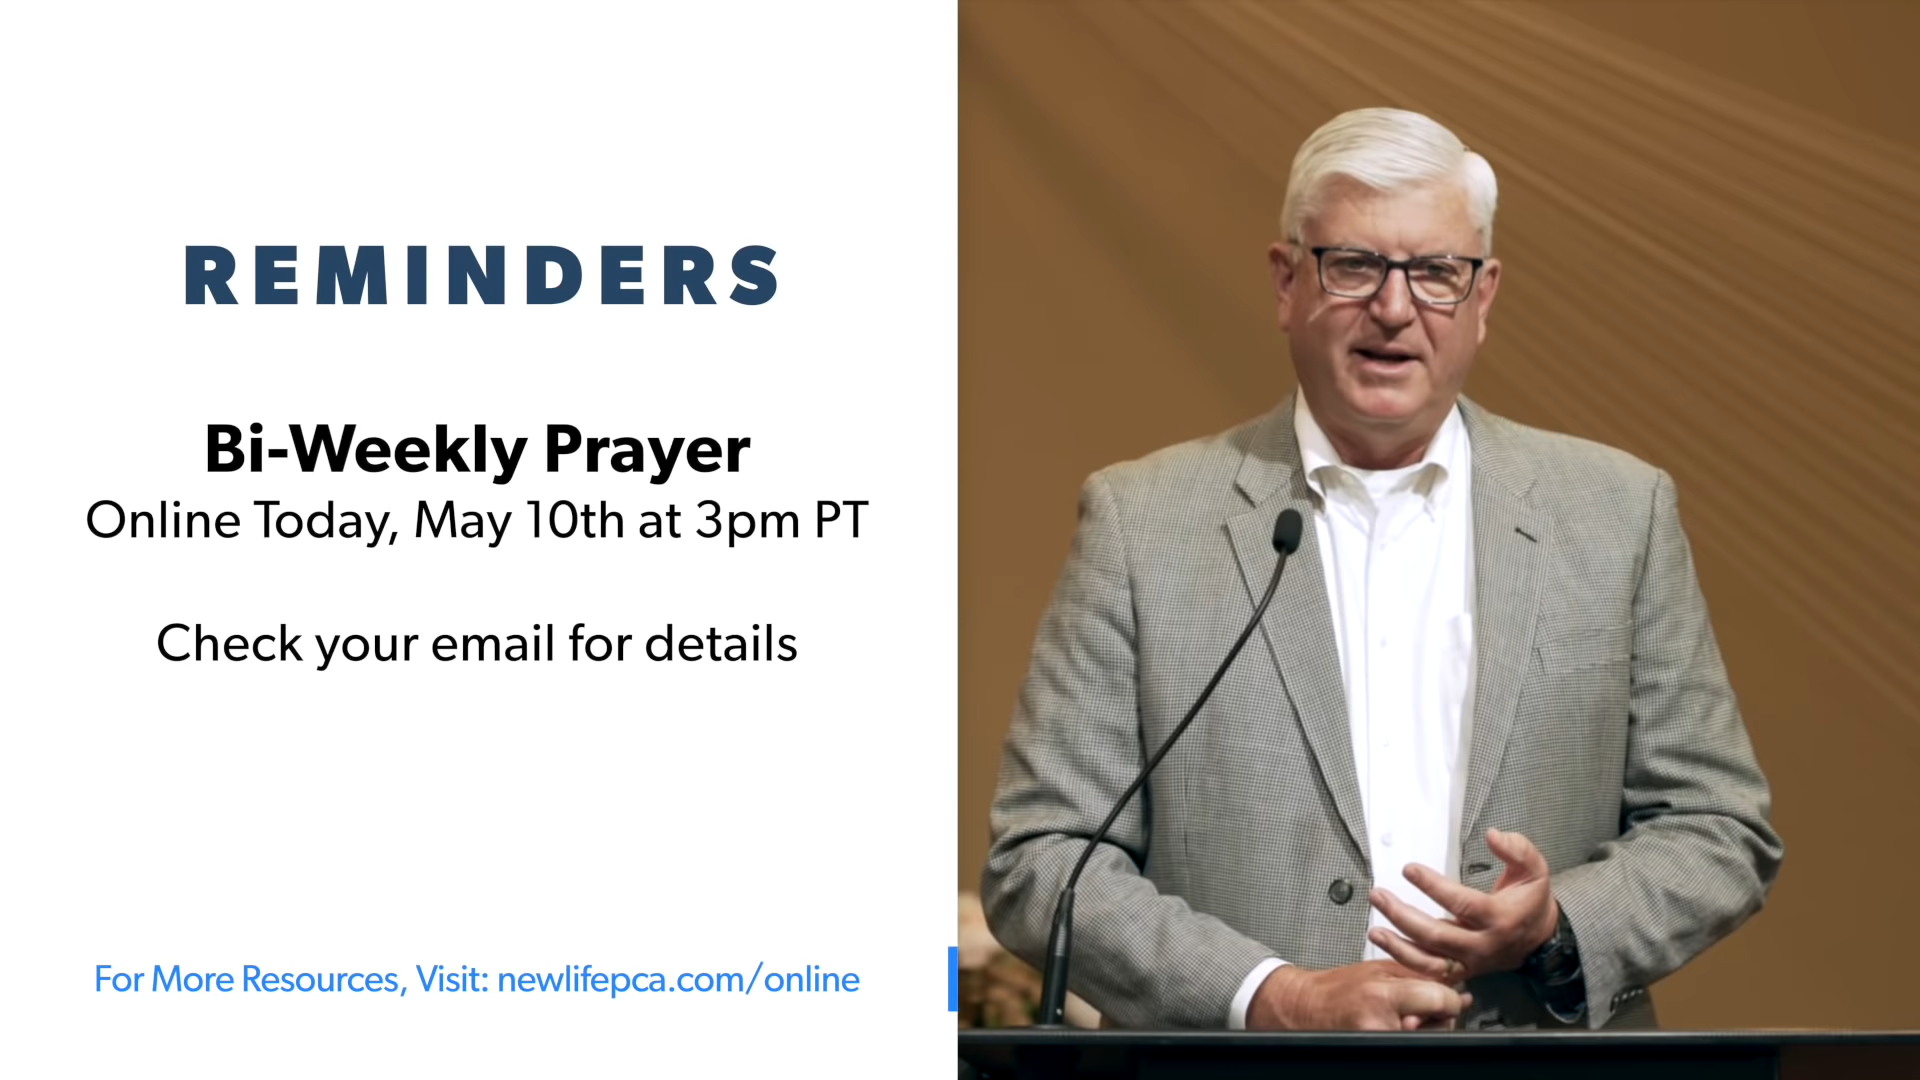 REMINDERS
Bi-Weekly Prayer
Online Today, May 10th at 3pm PT
Check your email for details
For More Resources, Visit: newlifepca.com/online